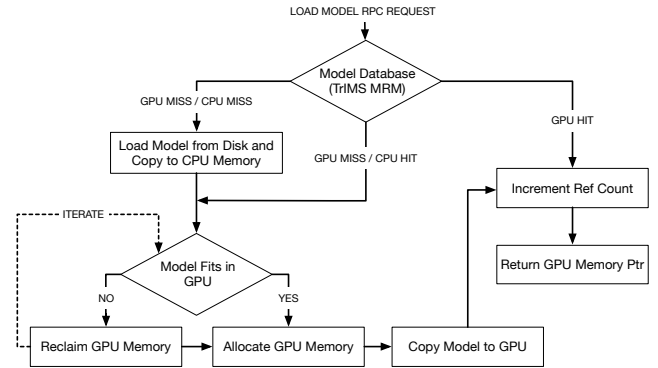 LOAD MODEL RPC REQUEST
Model Database
(TrIMS MRM)
GPU MISS / CPU MISS
GPU HIT
Load Model from Disk and
Copy to CPU Memory
GPU MISS / CPU HIT
Increment Ref Count
ITERATE
Model Fits in
GPU
Return GPU Memory Ptr
NO
YES
Reclaim GPU Memory
Allocate GPU Memory
Copy Model to GPU